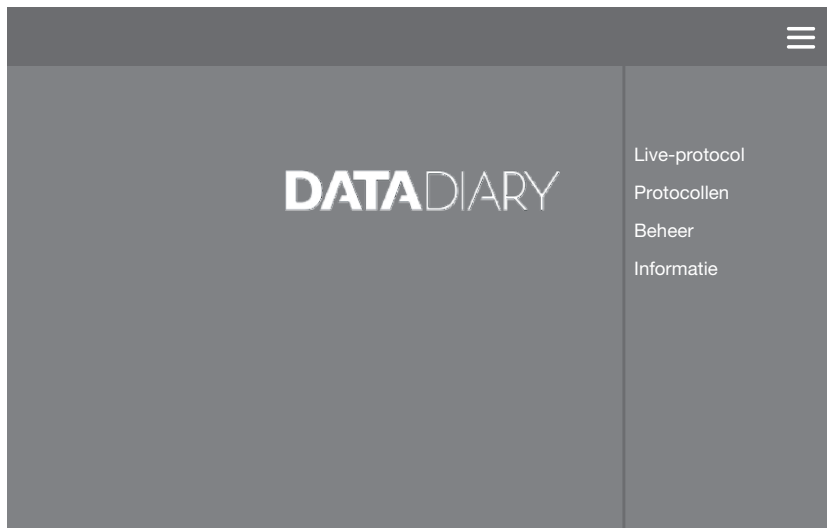 DATADIARY
Live-protocol
Protocollen
Beheer
Informatie